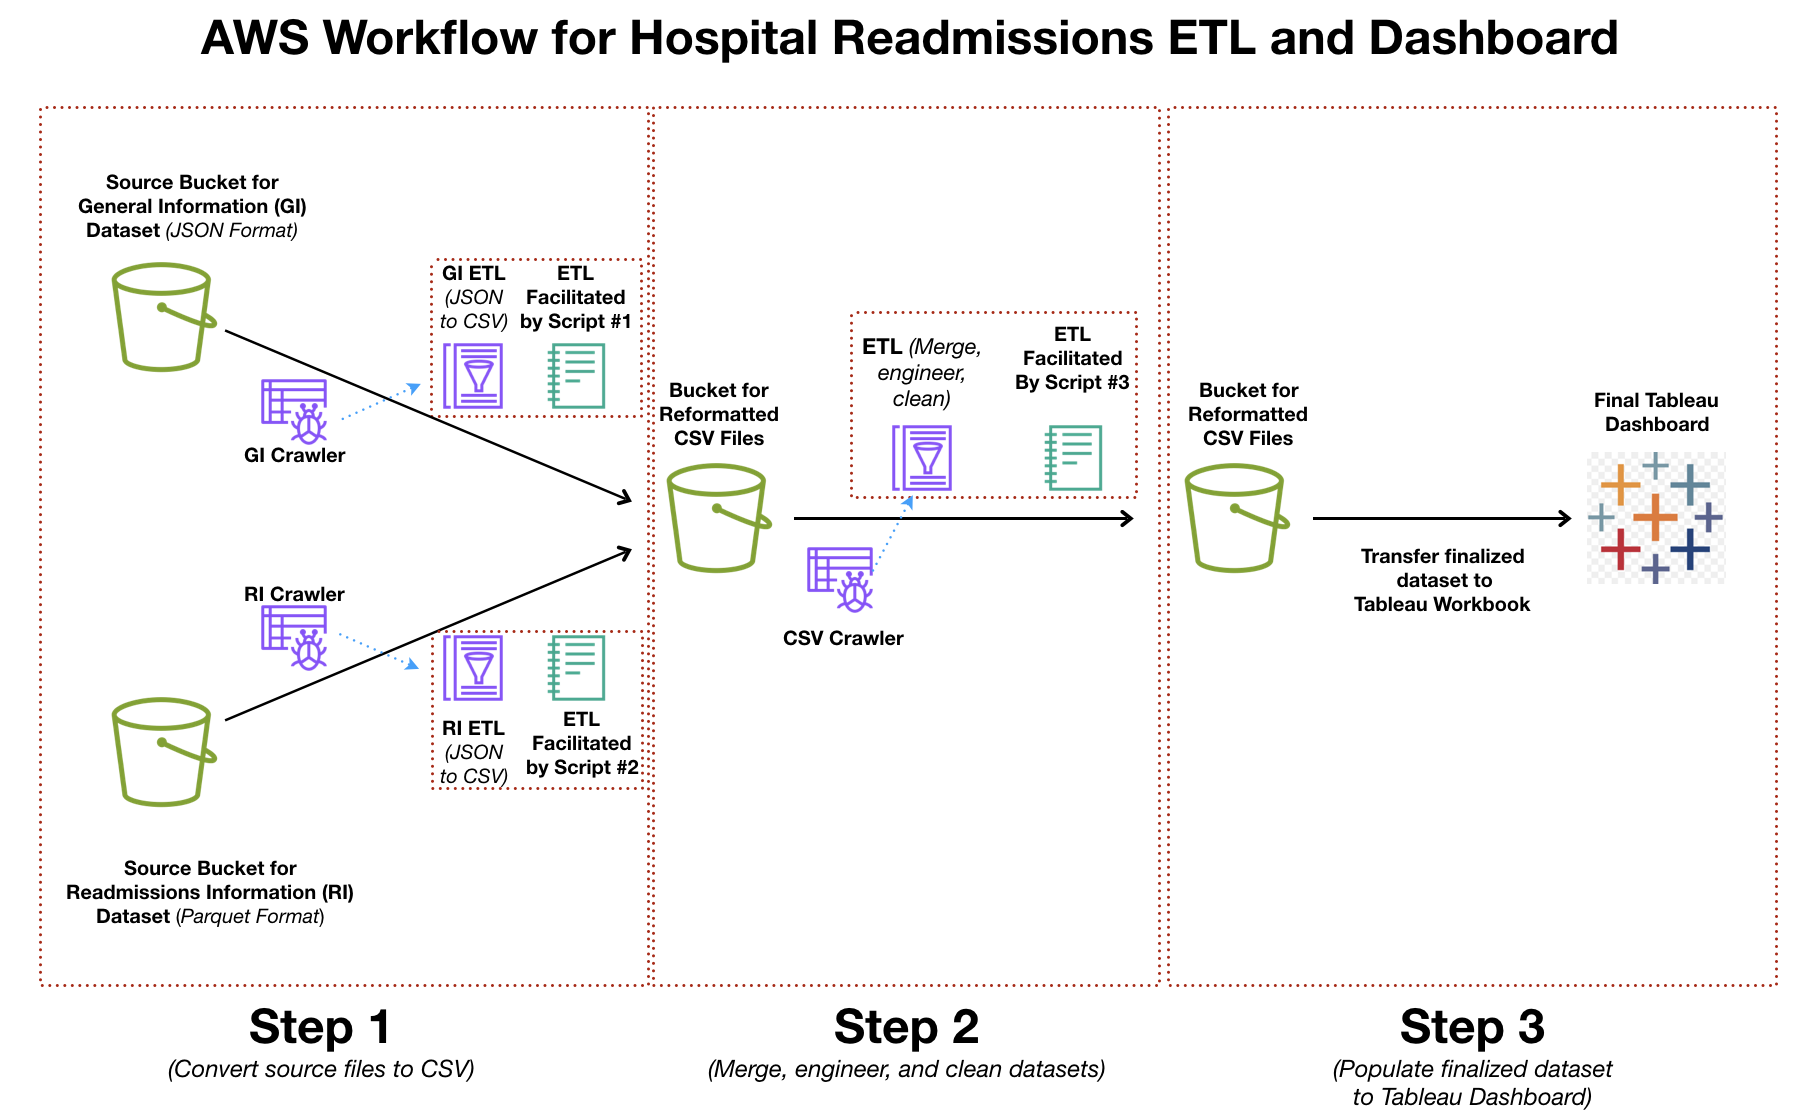 AWS Workflow for Hospital Readmissions ETL and Dashboard
Source Bucket for
General Information (GI)
Dataset (JSON Format)
GI Crawler
GI ETL
(JSON
to CSV)
ETL
Facilitated
by Script #1
RI Crawler
RI ETL
(JSON
to CSV)
ETL
Facilitated
by Script #2
Source Bucket for
Readmissions Information (RI)
Dataset (Parquet Format)
Bucket for
Reformatted
CSV Files
ETL (Merge,
engineer,
clean)
ETL
Facilitated
By Script #3
CSV Crawler
Bucket for
Reformatted
CSV Files
Transfer finalized
dataset to
Tableau Workbook
Final Tableau
Dashboard
Step 1
(Convert source files to CSV)
Step 2
(Merge, engineer, and clean datasets)
Step 3
(Populate finalized dataset
to Tableau Dashboard)